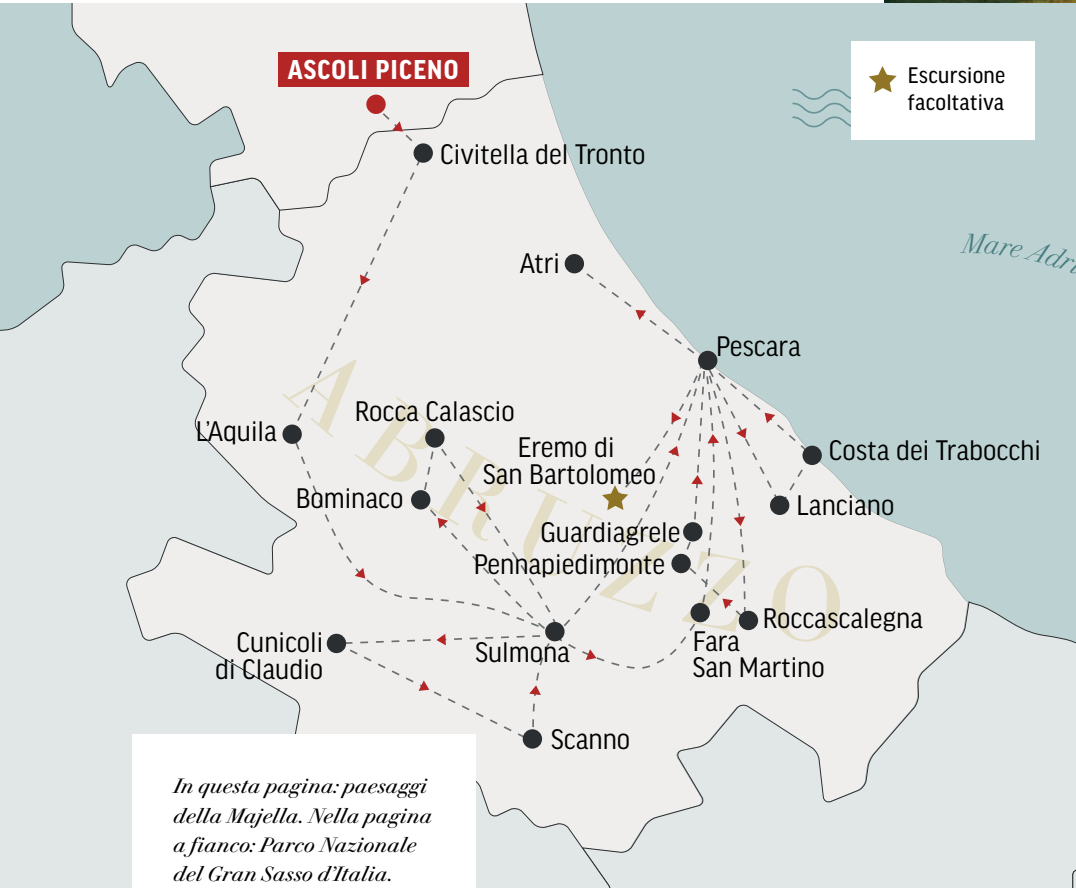 ASCOLI PICENO
Escursione
facoltativa
Civitella del Tronto
Mare Adri
Atri
Pescara
ABRUZZO
Rocca Calascio
L'Aquila
Eremo di
San Bartolomeo
Costa dei Trabocchi
Bominaco
Lanciano
Guardiagrele
Pennapiedimonte
Roccascalegna
Fara
San Martino
Cunicoli
di Claudio
Sulmona
Scanno
In questa pagina: paesaggi
della Majella. Nella pagina
a fianco: Parco Nazionale
del Gran Sasso d'Italia.